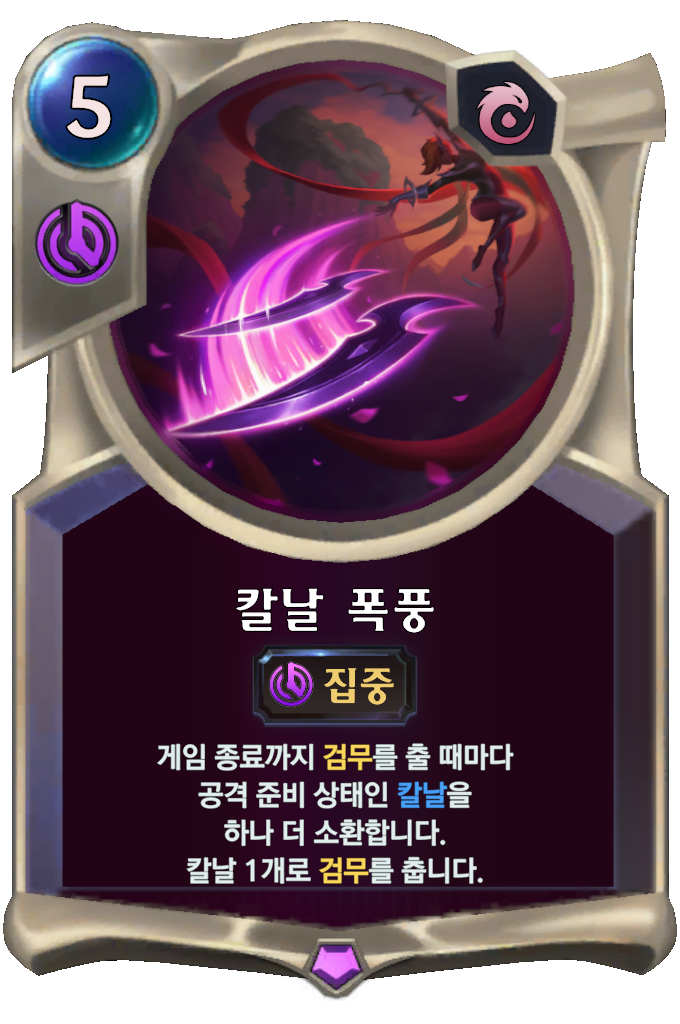 5
칼날 폭풍
집중
게임 종료까지 검무를 출 때마다
공격 준비 상태인 칼날을
하나 더 소환합니다.
칼날 1개로 검무를 춥니다.